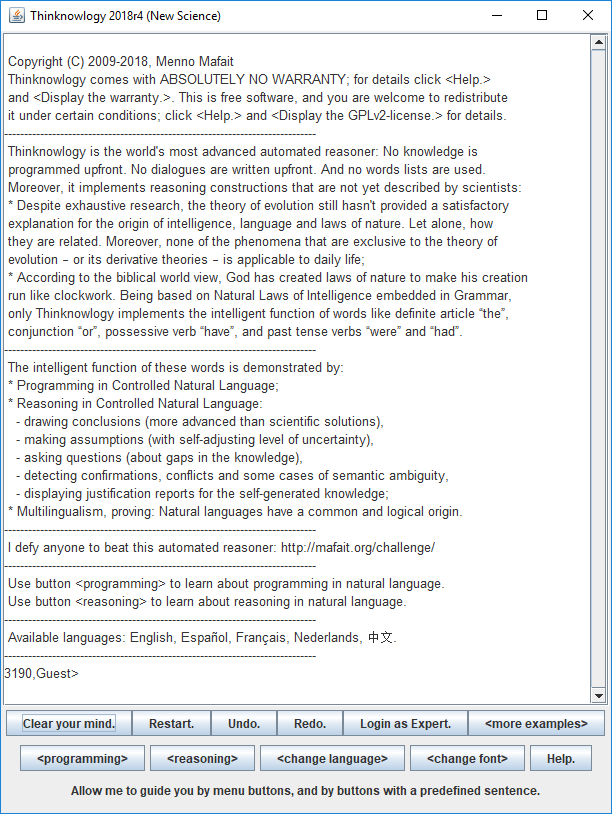 Thinknowlogy 2018r4 (New Science)
Copyright (C) 2009-2018, Menno Mafait
Thinknowlogy comes with ABSOLUTELY NO WARRANTY; for details click <Help.>
and <Display the warranty.>. This is free software, and you are welcome to redistribute
it under certain conditions; click <Help.> and <Display the GPLv2-license.> for details.
--------------------------------------------------------------------------------
Thinknowlogy is the world's most advanced automated reasoner: No knowledge is
programmed upfront. No dialogues are written upfront. And no words lists are used.
Moreover, it implements reasoning constructions that are not yet described by scientists:
* Despite exhaustive research, the theory of evolution still hasn't provided a satisfactory
explanation for the origin of intelligence, language and laws of nature. Let alone, how
they are related. Moreover, none of the phenomena that are exclusive to the theory of
evolution – or its derivative theories – is applicable to daily life;
* According to the biblical world view, God has created laws of nature to make his creation
run like clockwork. Being based on Natural Laws of Intelligence embedded in Grammar,
only Thinknowlogy implements the intelligent function of words like definite article “the”,
conjunction “or”, possessive verb “have”, and past tense verbs “were” and “had”.
--------------------------------------------------------------------------------
The intelligent function of these words is demonstrated by:
* Programming in Controlled Natural Language;
* Reasoning in Controlled Natural Language:
- drawing conclusions (more advanced than scientific solutions),
- making assumptions (with self-adjusting level of uncertainty),
- asking questions (about gaps in the knowledge),
- detecting confirmations, conflicts and some cases of semantic ambiguity,
- displaying justification reports for the self-generated knowledge;
* Multilingualism, proving: Natural languages have a common and logical origin.
--------------------------------------------------------------------------------
I defy anyone to beat this automated reasoner: http://mafait.org/challenge/
--------------------------------------------------------------------------------
Use button <programming> to learn about programming in natural language.
Use button <reasoning> to learn about reasoning in natural language.
--------------------------------------------------------------------------------
Available languages: English, Español, Français, Nederlands, 中文.
--------------------------------------------------------------------------------
3190,Guest>
Clear your mind. Restart. Undo. Redo. Login as Expert. <more examples>
<programming> <reasoning> <change language> <change font> Help.
Allow me to guide you by menu buttons, and by buttons with a predefined sentence.